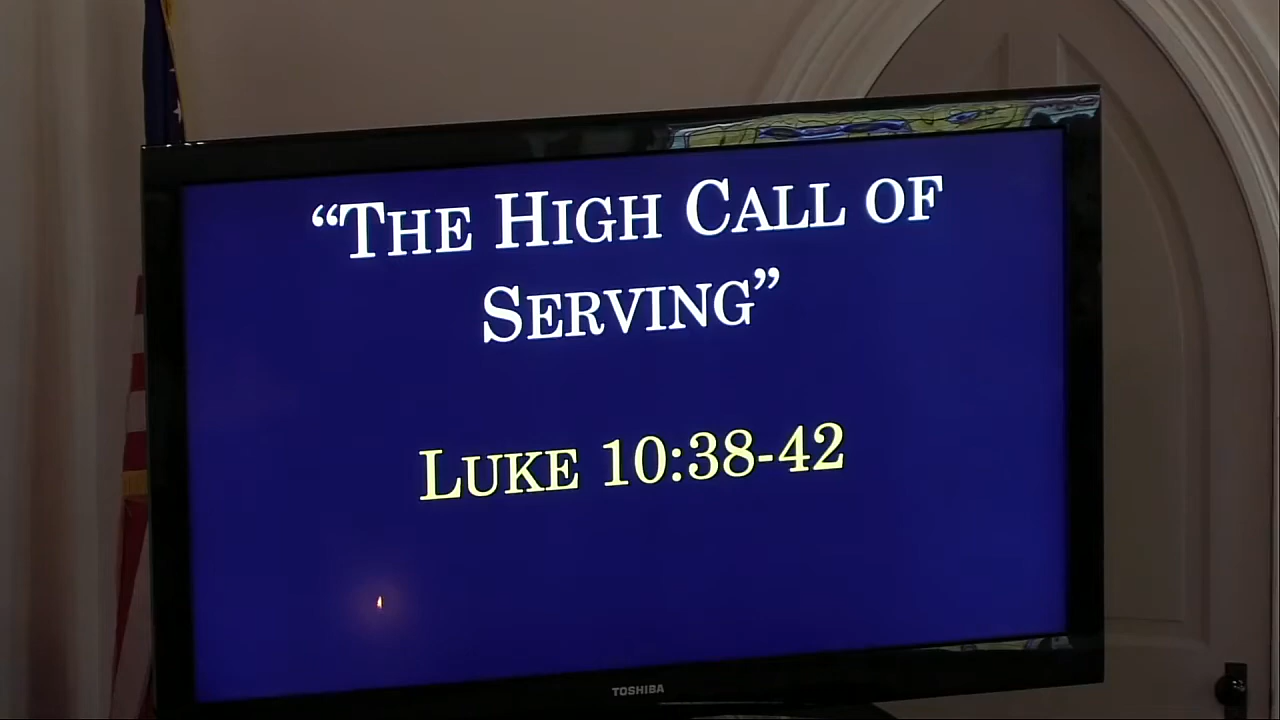 “THE HIGH CALL OF
SERVING”
LUKE 10:38-42
TOSHIBA